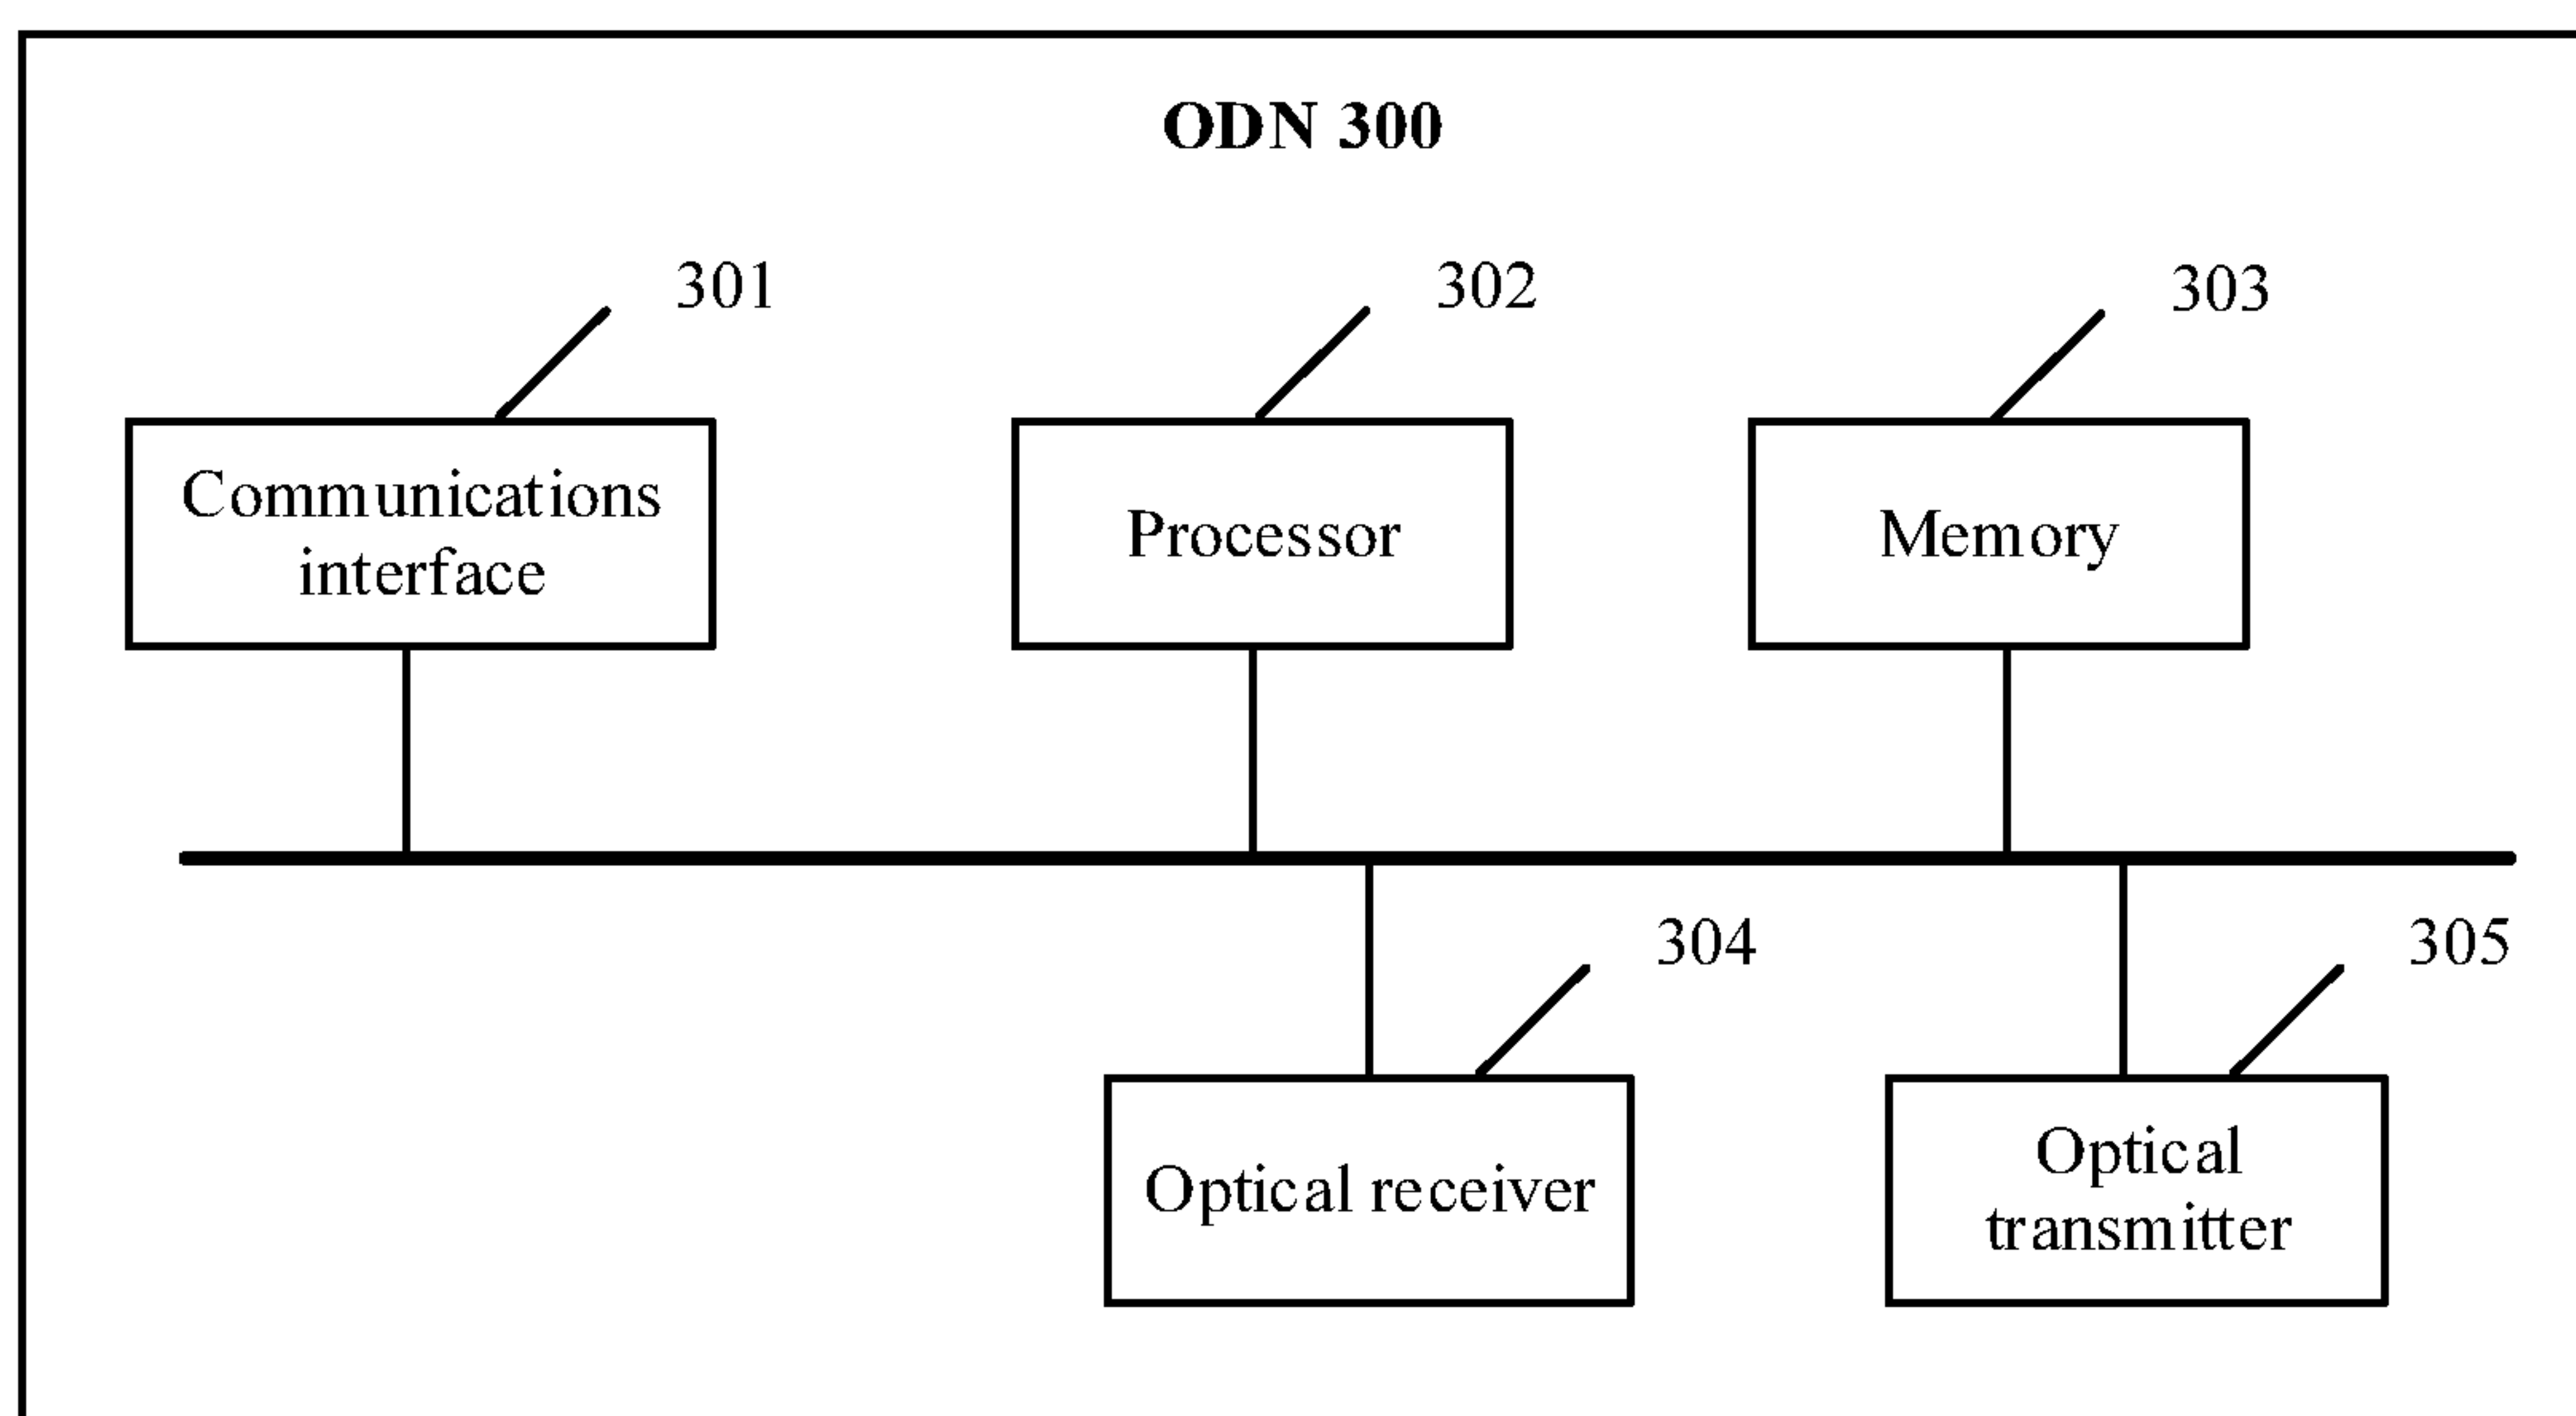 ODN 300
301
302
303
Communications
interface
Processor
Memory
304
305
Optical receiver
Optical
transmitter